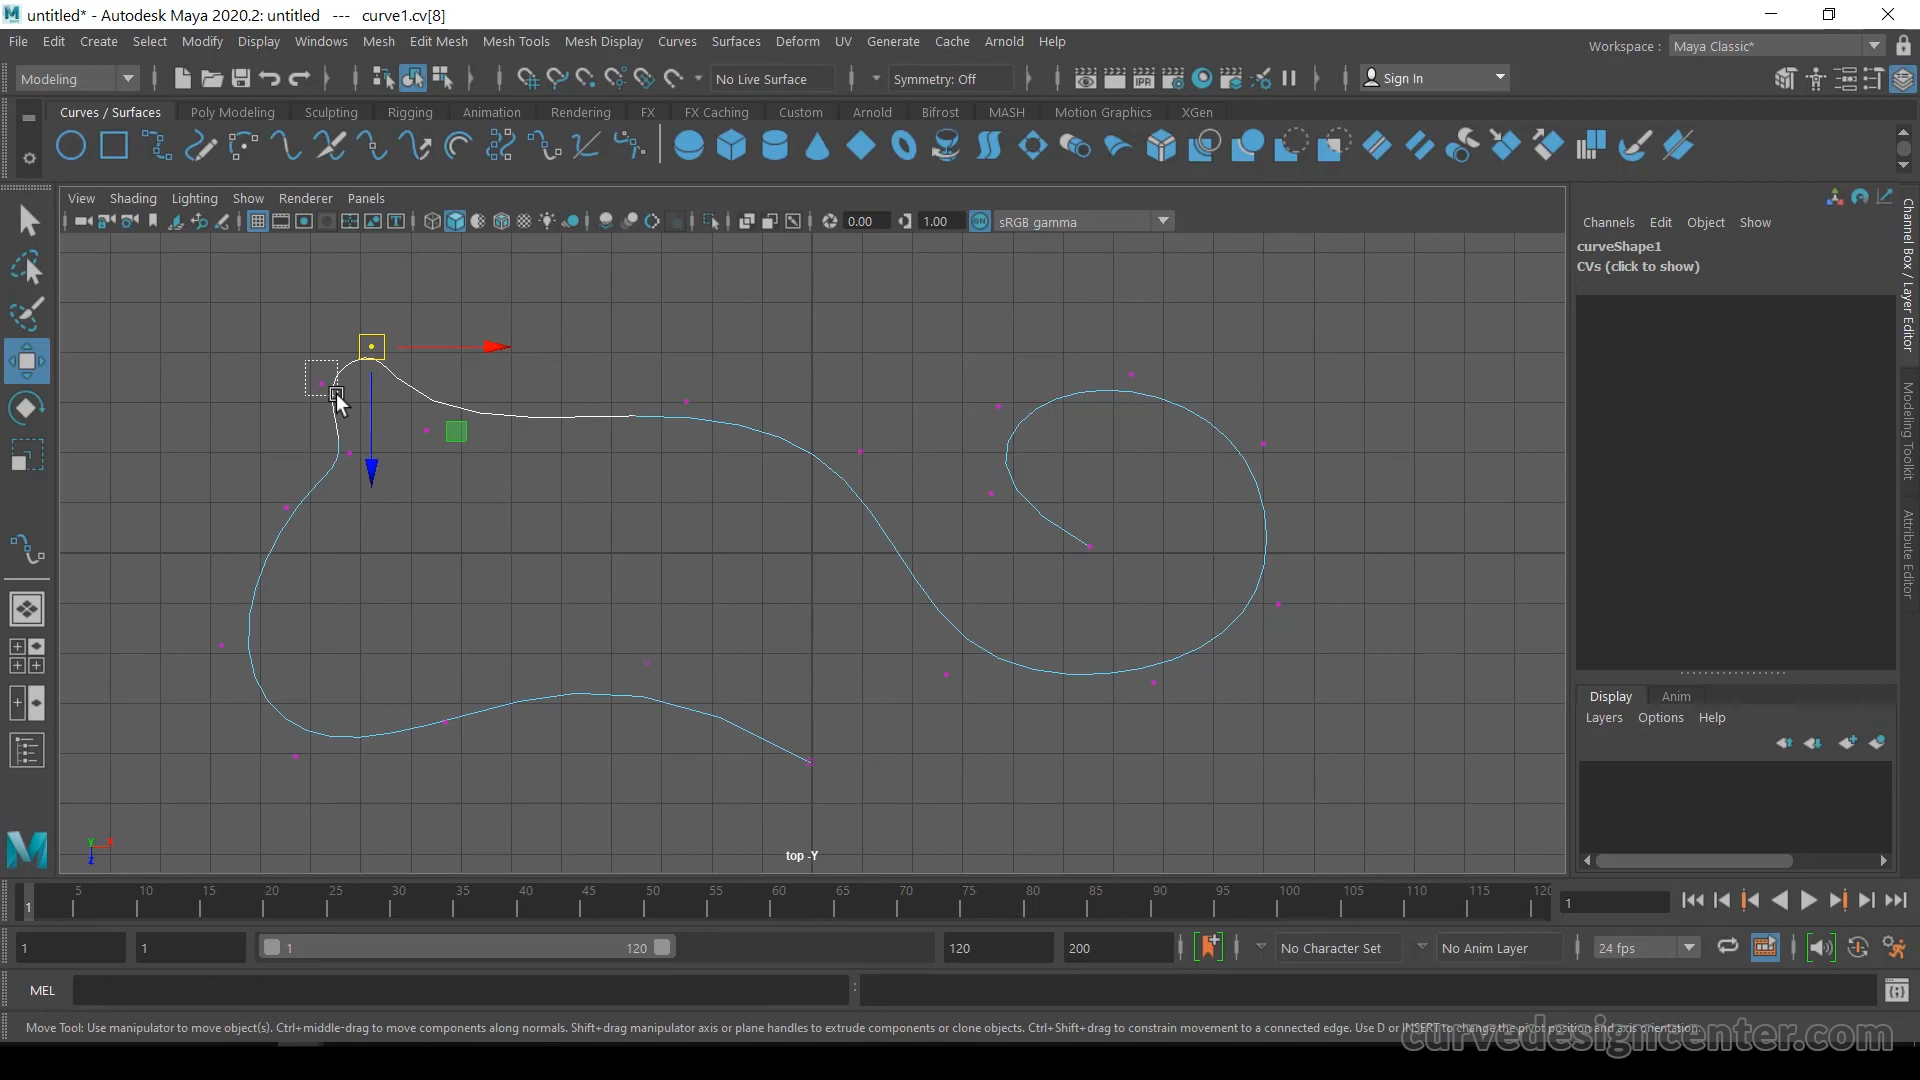 untitled* - Autodesk Maya 2020.2: untitled --- curve1.cv[8]
File Edit Create Select Modify Display Windows Mesh Edit Mesh Mesh Tools Mesh Display Curves Surfaces Deform UV Generate Cache Arnold Help
Workspace : Maya Classic*
Modeling No Live Surface Symmetry: Off IPR Sign In
Curves / Surfaces Poly Modeling Sculpting Rigging Animation Rendering FX FX Caching Custom Arnold Bifrost MASH Motion Graphics XGen
View Shading Lighting Show Renderer Panels
0.00 1.00 ON sRGB gamma
Channels Edit Object Show
curveShape1
CVs (click to show)
Channel Box / Layer Editor
Modeling Toolkit
Attribute Editor
Display Anim
Layers Options Help
y x
z
top -Y
5 10 15 20 25 30 35 40 45 50 55 60 65 70 75 80 85 90 95 100 105 110 115 120
1 1
1 1 1 120 120 200 No Character Set No Anim Layer 24 fps
MEL :
Move Tool: Use manipulator to move object(s). Ctrl+middle-drag to move components along normals. Shift+drag manipulator axis or plane handles to extrude components or clone objects. Ctrl+Shift+drag to constrain movement to a connected edge. Use D or INSERT to change the pivot position and axis orientation.
curvedesigncenter.com